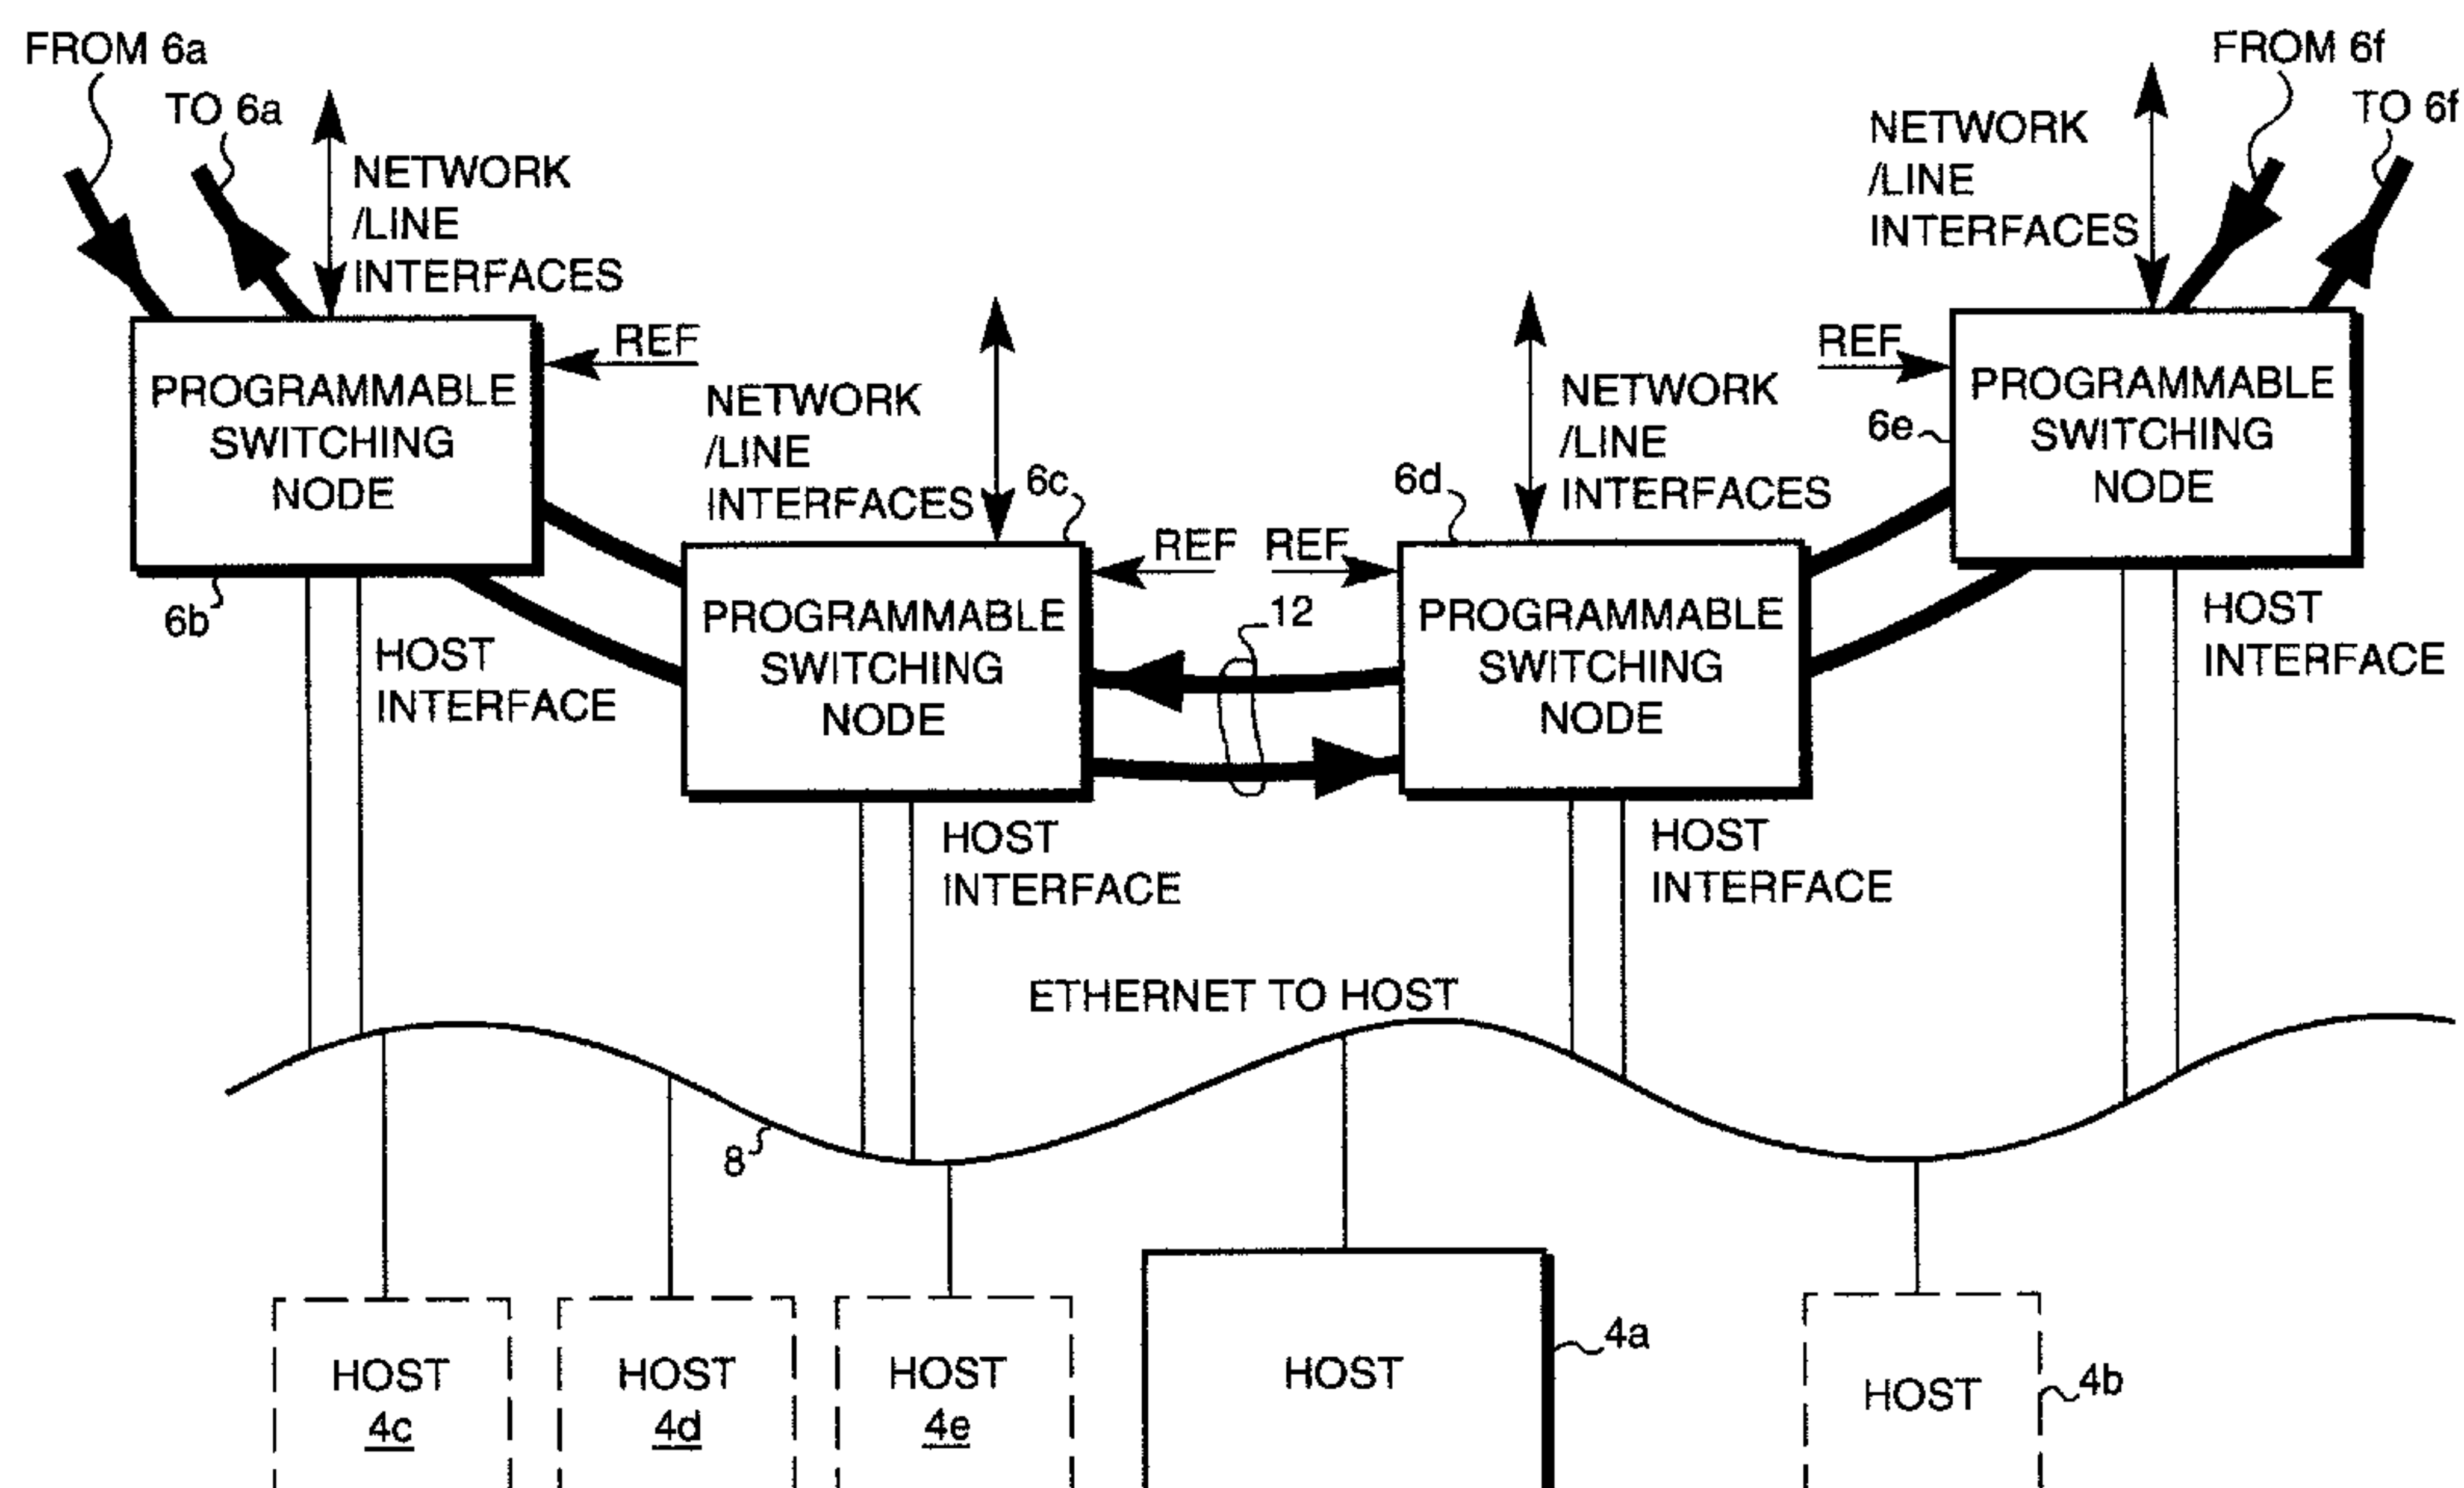 FROM 6a
TO 6a
NETWORK
/LINE
INTERFACES
FROM 6f
TO 6f
NETWORK
/LINE
INTERFACES
REF
PROGRAMMABLE
SWITCHING
NODE
6b
HOST
INTERFACE
NETWORK
/LINE
INTERFACES
6c
REF
PROGRAMMABLE
SWITCHING
NODE
HOST
INTERFACE
12
6d
REF
NETWORK
/LINE
INTERFACES
PROGRAMMABLE
SWITCHING
NODE
HOST
INTERFACE
REF
6e
PROGRAMMABLE
SWITCHING
NODE
HOST
INTERFACE
ETHERNET TO HOST
8
HOST
4c
HOST
4d
HOST
4e
HOST
4a
HOST
4b